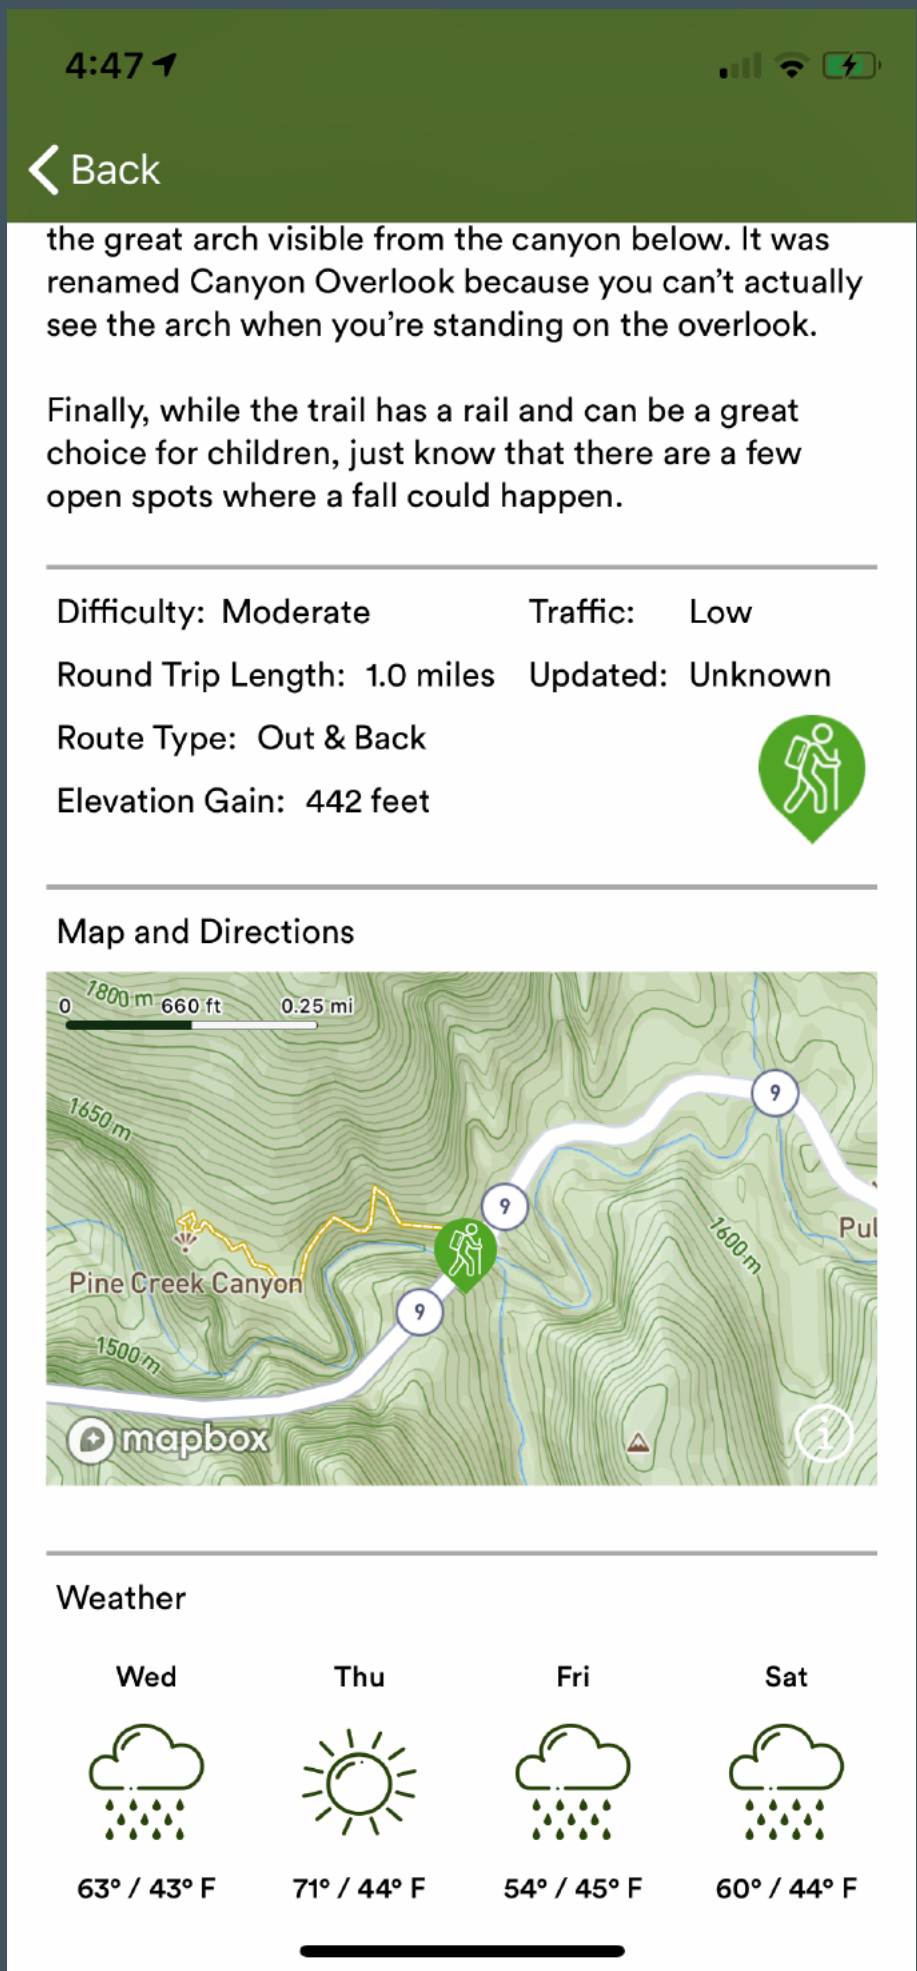 4:47
Back
the great arch visible from the canyon below. It was
renamed Canyon Overlook because you can’t actually
see the arch when you’re standing on the overlook.
Finally, while the trail has a rail and can be a great
choice for children, just know that there are a few
open spots where a fall could happen.
Difficulty: Moderate Traffic: Low
Round Trip Length: 1.0 miles Updated: Unknown
Route Type: Out & Back
Elevation Gain: 442 feet
Map and Directions
1800 m
0 660 ft 0.25 mi
9
1650 m
9
Pul
1600 m
Pine Creek Canyon
9
1500 m
mapbox
i
Weather
Wed Thu Fri Sat
63° / 43° F 71° / 44° F 54° / 45° F 60° / 44° F